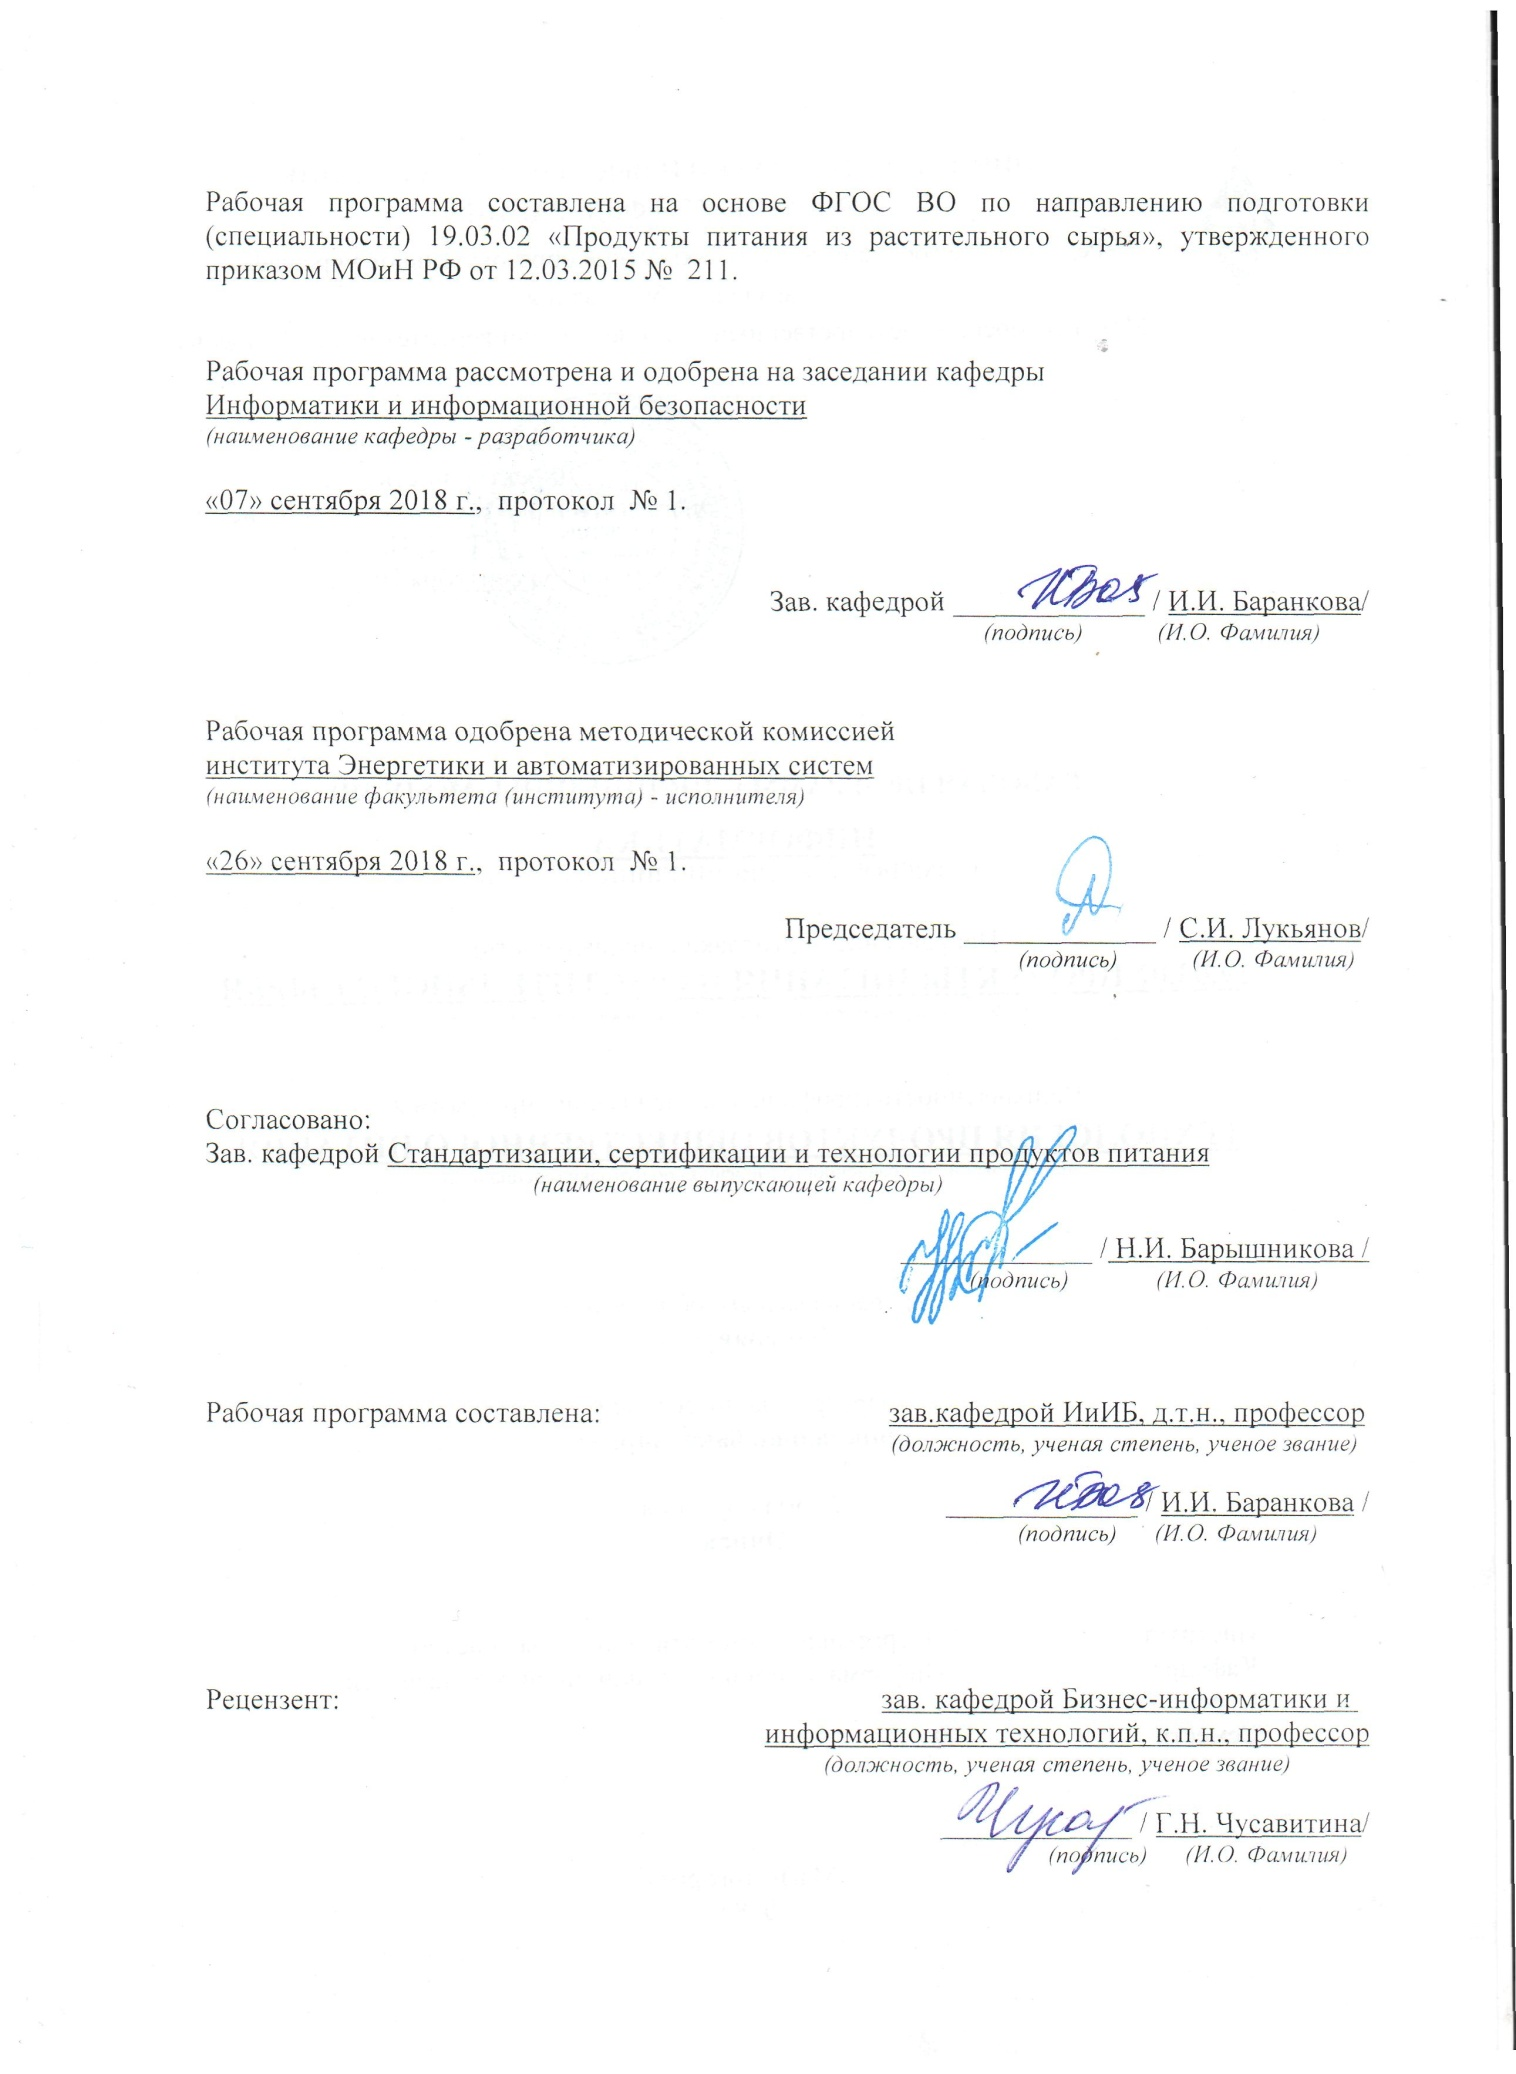 Рабочая программа составлена на основе ФГОС ВО по направлению подготовки
(специальности) 19.03.02 «Продукты питания из растительного сырья», утвержденного
приказом МОиН РФ от 12.03.2015 № 211.
Рабочая программа рассмотрена и одобрена на заседании кафедры
Информатики и информационной безопасности
(наименование кафедры - разработчика)
«07» сентября 2018 г., протокол № 1.
Зав. кафедрой ______________ / И.И. Баранкова/
(подпись) (И.О. Фамилия)
Рабочая программа одобрена методической комиссией
института Энергетики и автоматизированных систем
(наименование факультета (института) - исполнителя)
«26» сентября 2018 г., протокол № 1.
Председатель ______________ / С.И. Лукьянов/
(подпись) (И.О. Фамилия)
Согласовано:
Зав. кафедрой Стандартизации, сертификации и технологии продуктов питания
(наименование выпускающей кафедры)
______________ / Н.И. Барышникова /
(подпись) (И.О. Фамилия)
Рабочая программа составлена: зав.кафедрой ИиИБ, д.т.н., профессор
(должность, ученая степень, ученое звание)
______________/ И.И. Баранкова /
(подпись) (И.О. Фамилия)
Рецензент: зав. кафедрой Бизнес-информатики и
информационных технологий, к.п.н., профессор
(должность, ученая степень, ученое звание)
______________ / Г.Н. Чусавитина/
(подпись) (И.О. Фамилия)